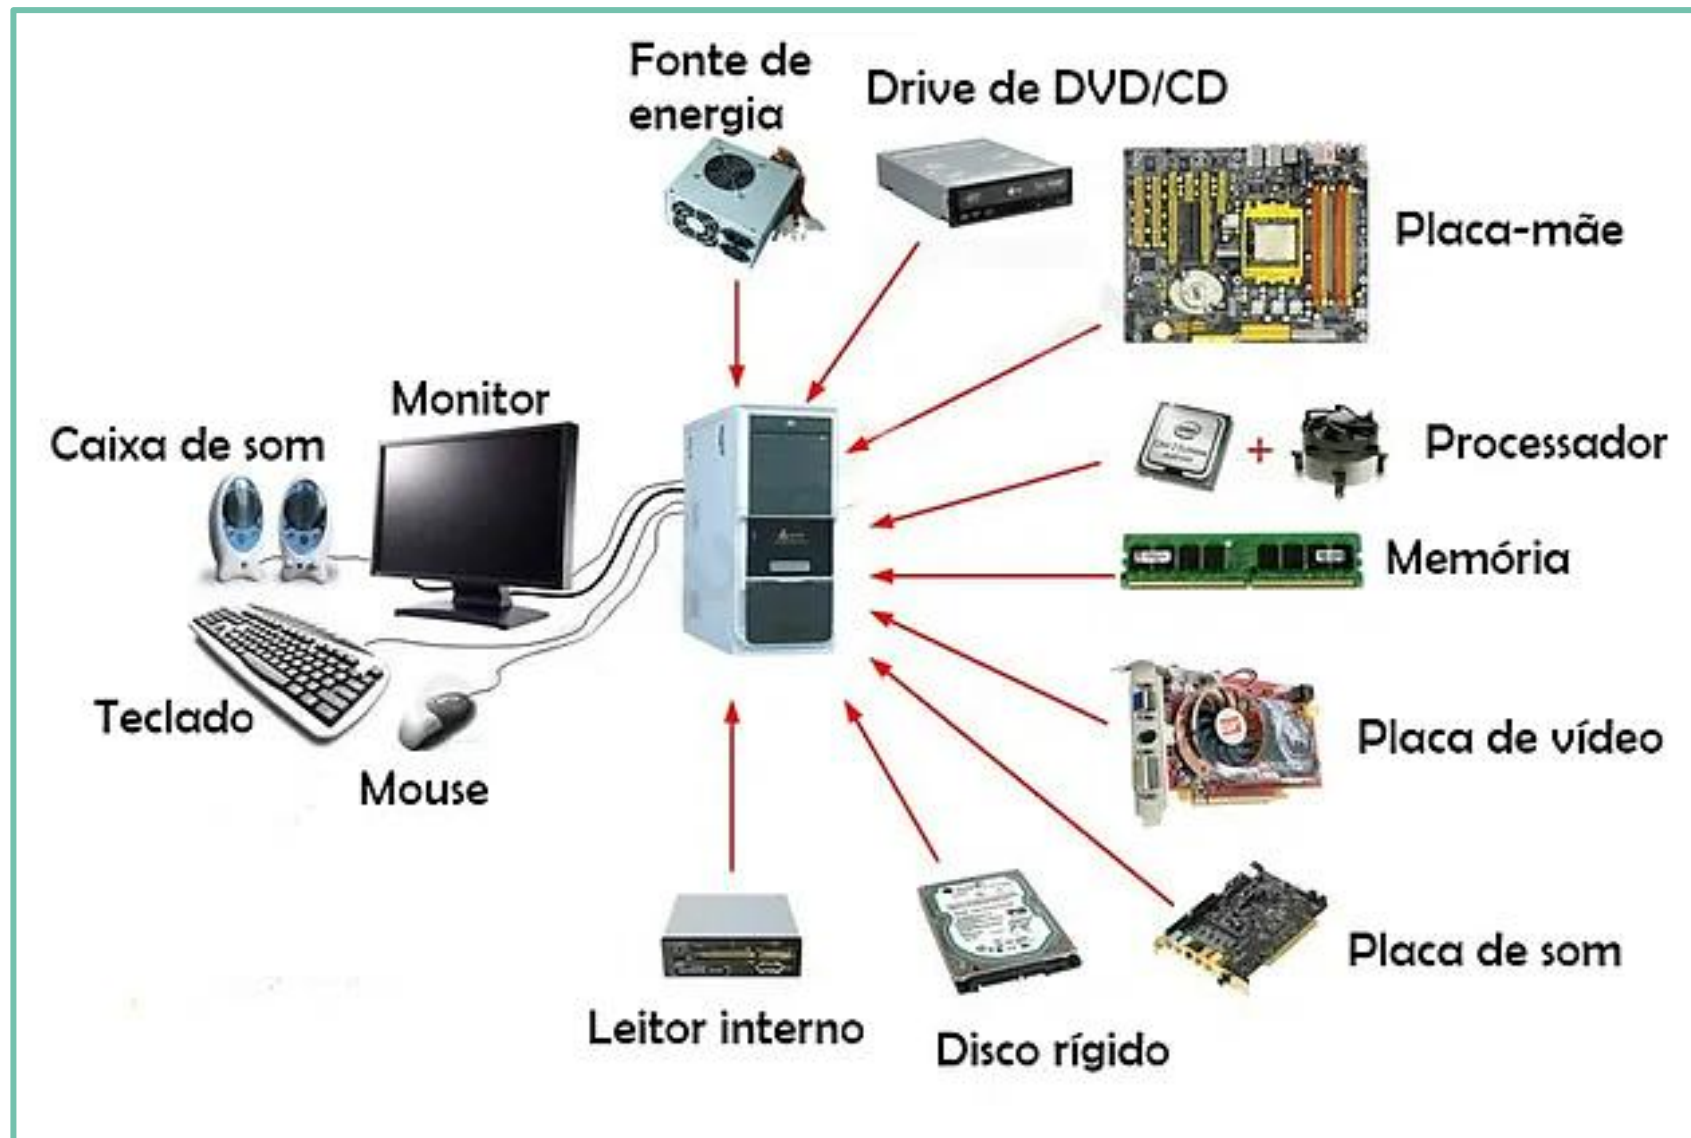 Fonte de
energia
Drive de DVD/CD
Placa-mãe
Monitor
Caixa de som
Processador
+
Memória
Teclado
Placa de vídeo
Mouse
Placa de som
Leitor interno
Disco rígido